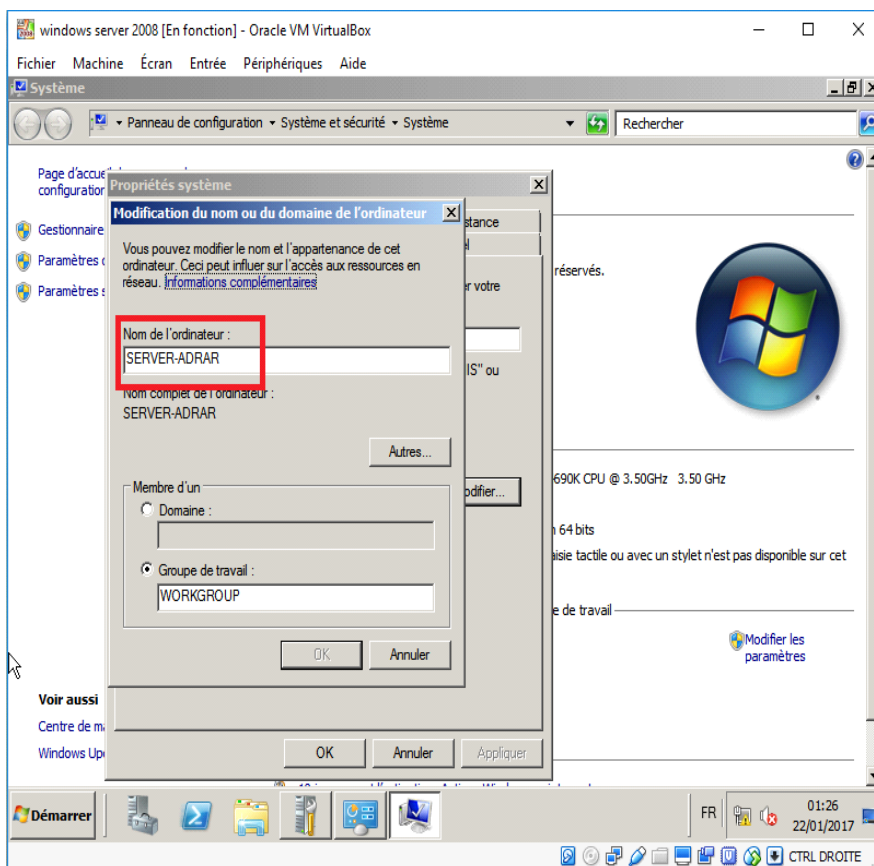 windows server 2008 [En fonction] - Oracle VM VirtualBox
Fichier Machine Écran Entrée Périphériques Aide
Système
Panneau de configuration Système et sécurité Système
Rechercher
Page d'accue
configuration
Gestionnaire
Paramètres
Paramètres s
Propriétés système
stance
Modification du nom ou du domaine de l'ordinateur
Vous pouvez modifier le nom et l'appartenance de cet
ordinateur. Ceci peut influer sur l'accès aux ressources en
réseau. Informations complémentaires
Nom de l'ordinateur :
SERVER-ADRAR
Nom complet de l'ordinateur :
SERVER-ADRAR
Autres...
Membre d'un
Domaine :
Groupe de travail :
WORKGROUP
OK Annuler
réservés.
er votre
IS" ou
odifier...
690K CPU @ 3.50GHz 3.50 GHz
64 bits
aisie tactile ou avec un stylet n'est pas disponible sur cet
e de travail
Modifier les
paramètres
Voir aussi
Centre de ma
Windows Up
OK Annuler Appliquer
Démarrer
FR
01:26
22/01/2017
CTRL DROITE